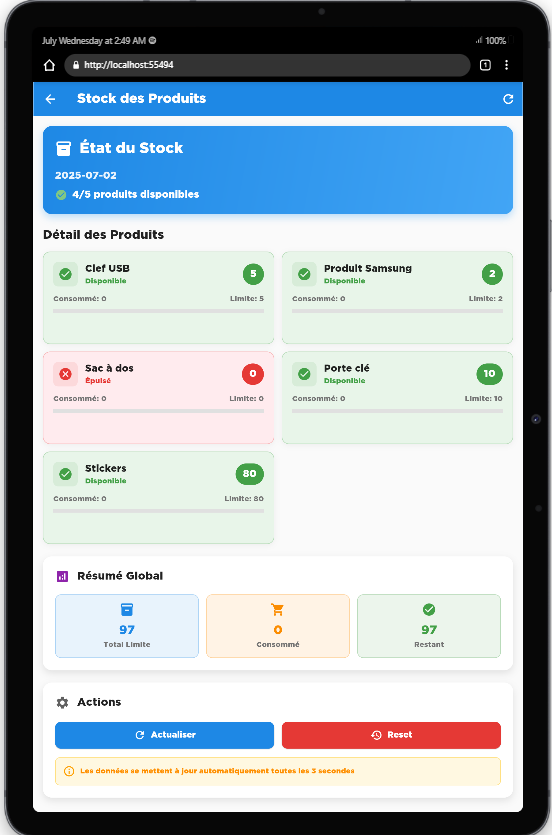 July Wednesday at 2:49 AM
100%
http://localhost:55494
1
Stock des Produits
État du Stock
2025-07-02
4/5 produits disponibles
Détail des Produits
Clef USB
Disponible
5
Consommé: 0 Limite: 5
Produit Samsung
Disponible
2
Consommé: 0 Limite: 2
Sac à dos
Épuisé
0
Consommé: 0 Limite: 0
Porte clé
Disponible
10
Consommé: 0 Limite: 10
Stickers
Disponible
80
Consommé: 0 Limite: 80
Résumé Global
97
Total Limite
0
Consommé
97
Restant
Actions
Actualiser
Reset
Les données se mettent à jour automatiquement toutes les 3 secondes